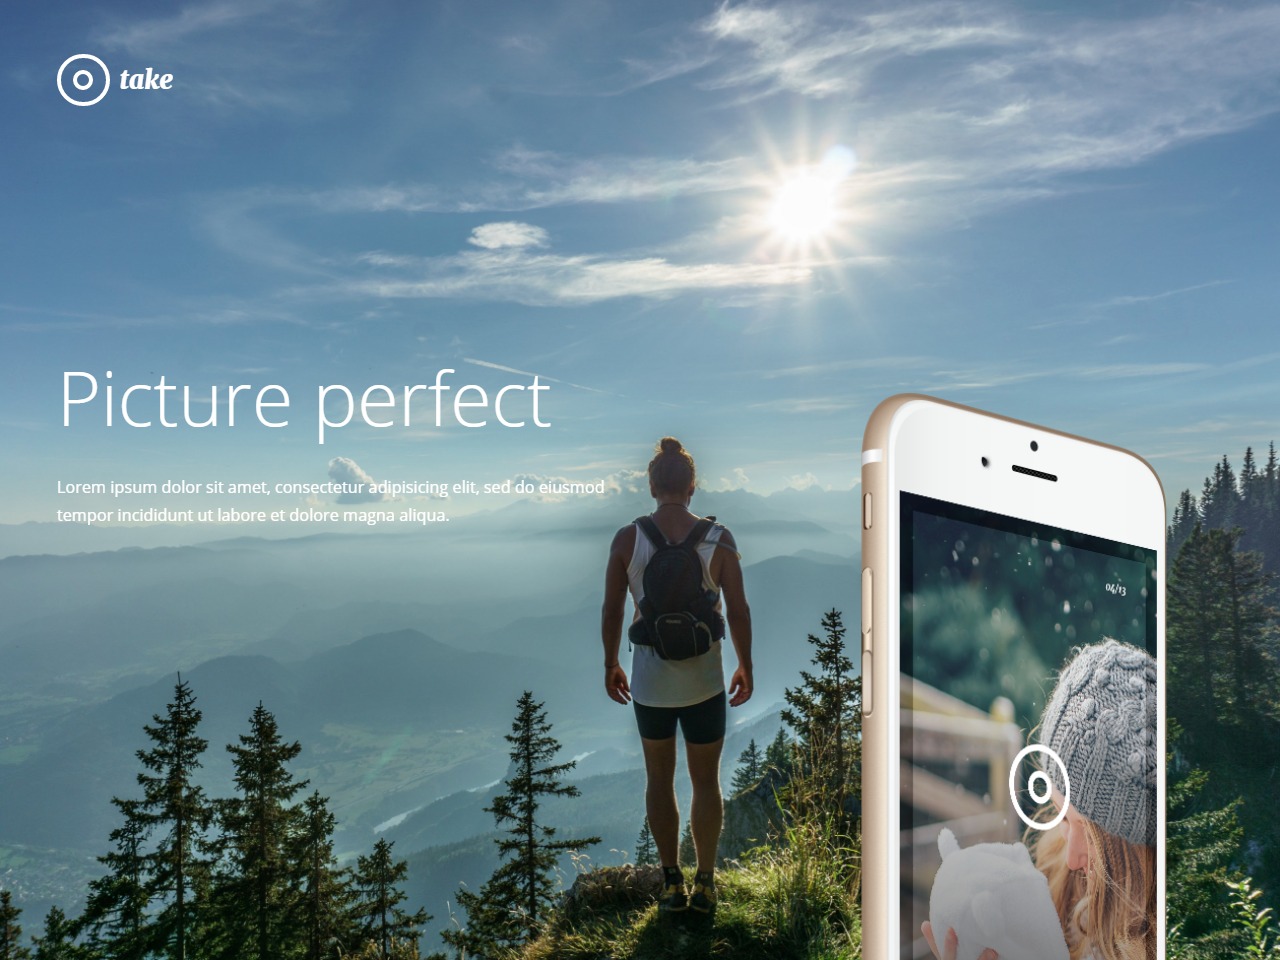 take
Picture perfect
Lorem ipsum dolor sit amet, consectetur adipisicing elit, sed do eiusmod
tempor incididunt ut labore et dolore magna aliqua.
04/13